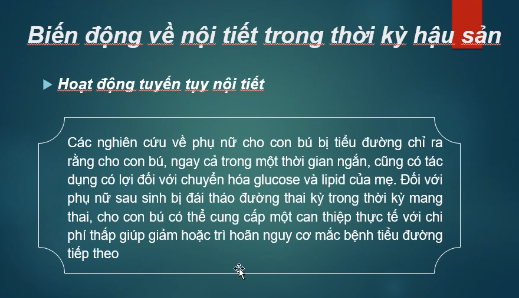 Biến động về nội tiết trong thời kỳ hậu sản
Hoạt động tuyến tụy nội tiết
Các nghiên cứu về phụ nữ cho con bú bị tiểu đường chỉ ra
rằng cho con bú, ngay cả trong một thời gian ngắn, cũng có tác
dụng có lợi đối với chuyển hóa glucose và lipid của mẹ. Đối với
phụ nữ sau sinh bị đái tháo đường thai kỳ trong thời kỳ mang
thai, cho con bú có thể cung cấp một can thiệp thực tế với chi
phí thấp giúp giảm hoặc trì hoãn nguy cơ mắc bệnh tiểu đường
tiếp theo